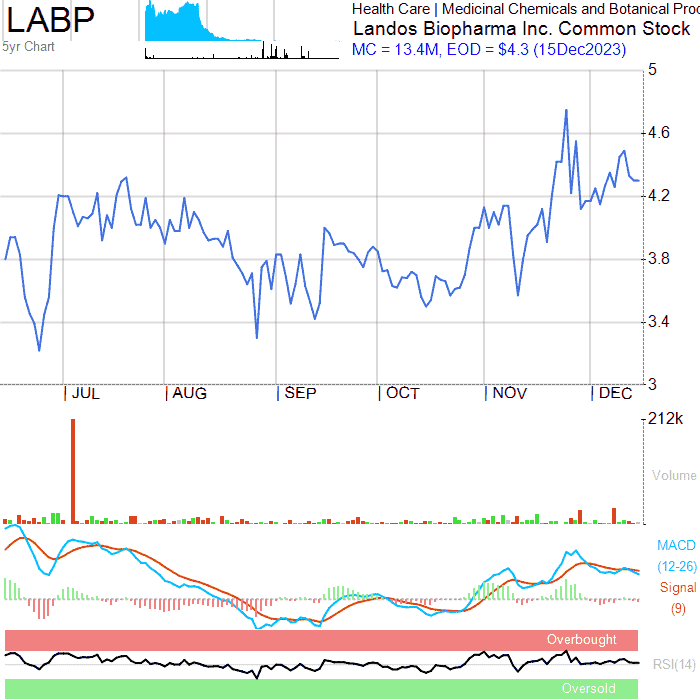 LABP
5yr Chart
Health Care | Medicinal Chemicals and Botanical Proc
Landos Biopharma Inc. Common Stock
MC = 13.4M, EOD = $4.3 (15Dec2023)
5
4.6
4.2
3.8
3.4
3
JUL AUG SEP OCT NOV DEC
212k
Volume
MACD
(12-26)
Signal
(9)
Overbought
RSI(14)
Oversold